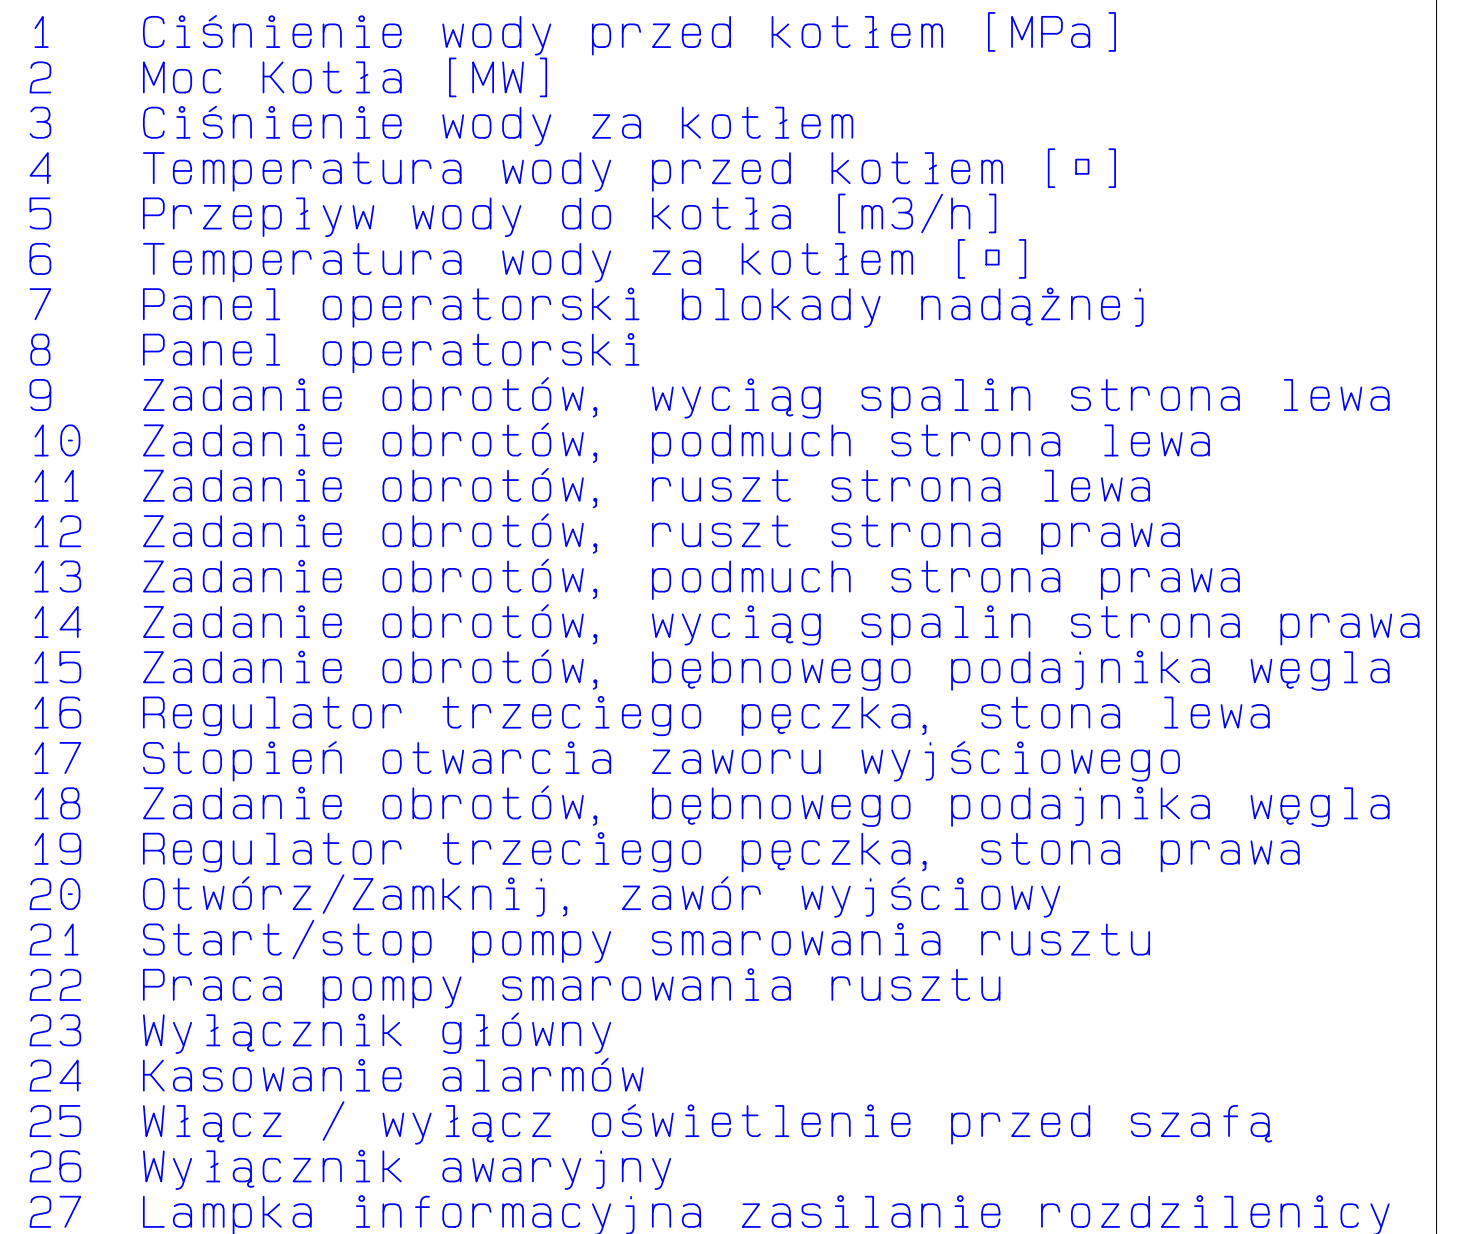 1 Ciśnienie wody przed kotłem [MPa]
2 Moc Kotła [MW]
3 Ciśnienie wody za kotłem
4 Temperatura wody przed kotłem [▯]
5 Przepływ wody do kotła [m3/h]
6 Temperatura wody za kotłem [▯]
7 Panel operatorski blokady nadążnej
8 Panel operatorski
9 Zadanie obrotów, wyciąg spalin strona lewa
10 Zadanie obrotów, podmuch strona lewa
11 Zadanie obrotów, ruszt strona lewa
12 Zadanie obrotów, ruszt strona prawa
13 Zadanie obrotów, podmuch strona prawa
14 Zadanie obrotów, wyciąg spalin strona prawa
15 Zadanie obrotów, bębnowego podajnika węgla
16 Regulator trzeciego pęczka, stona lewa
17 Stopień otwarcia zaworu wyjściowego
18 Zadanie obrotów, bębnowego podajnika węgla
19 Regulator trzeciego pęczka, stona prawa
20 Otwórz/Zamknij, zawór wyjściowy
21 Start/stop pompy smarowania rusztu
22 Praca pompy smarowania rusztu
23 Wyłącznik główny
24 Kasowanie alarmów
25 Włącz / wyłącz oświetlenie przed szafą
26 Wyłącznik awaryjny
27 Lampka informacyjna zasilanie rozdzilenicy